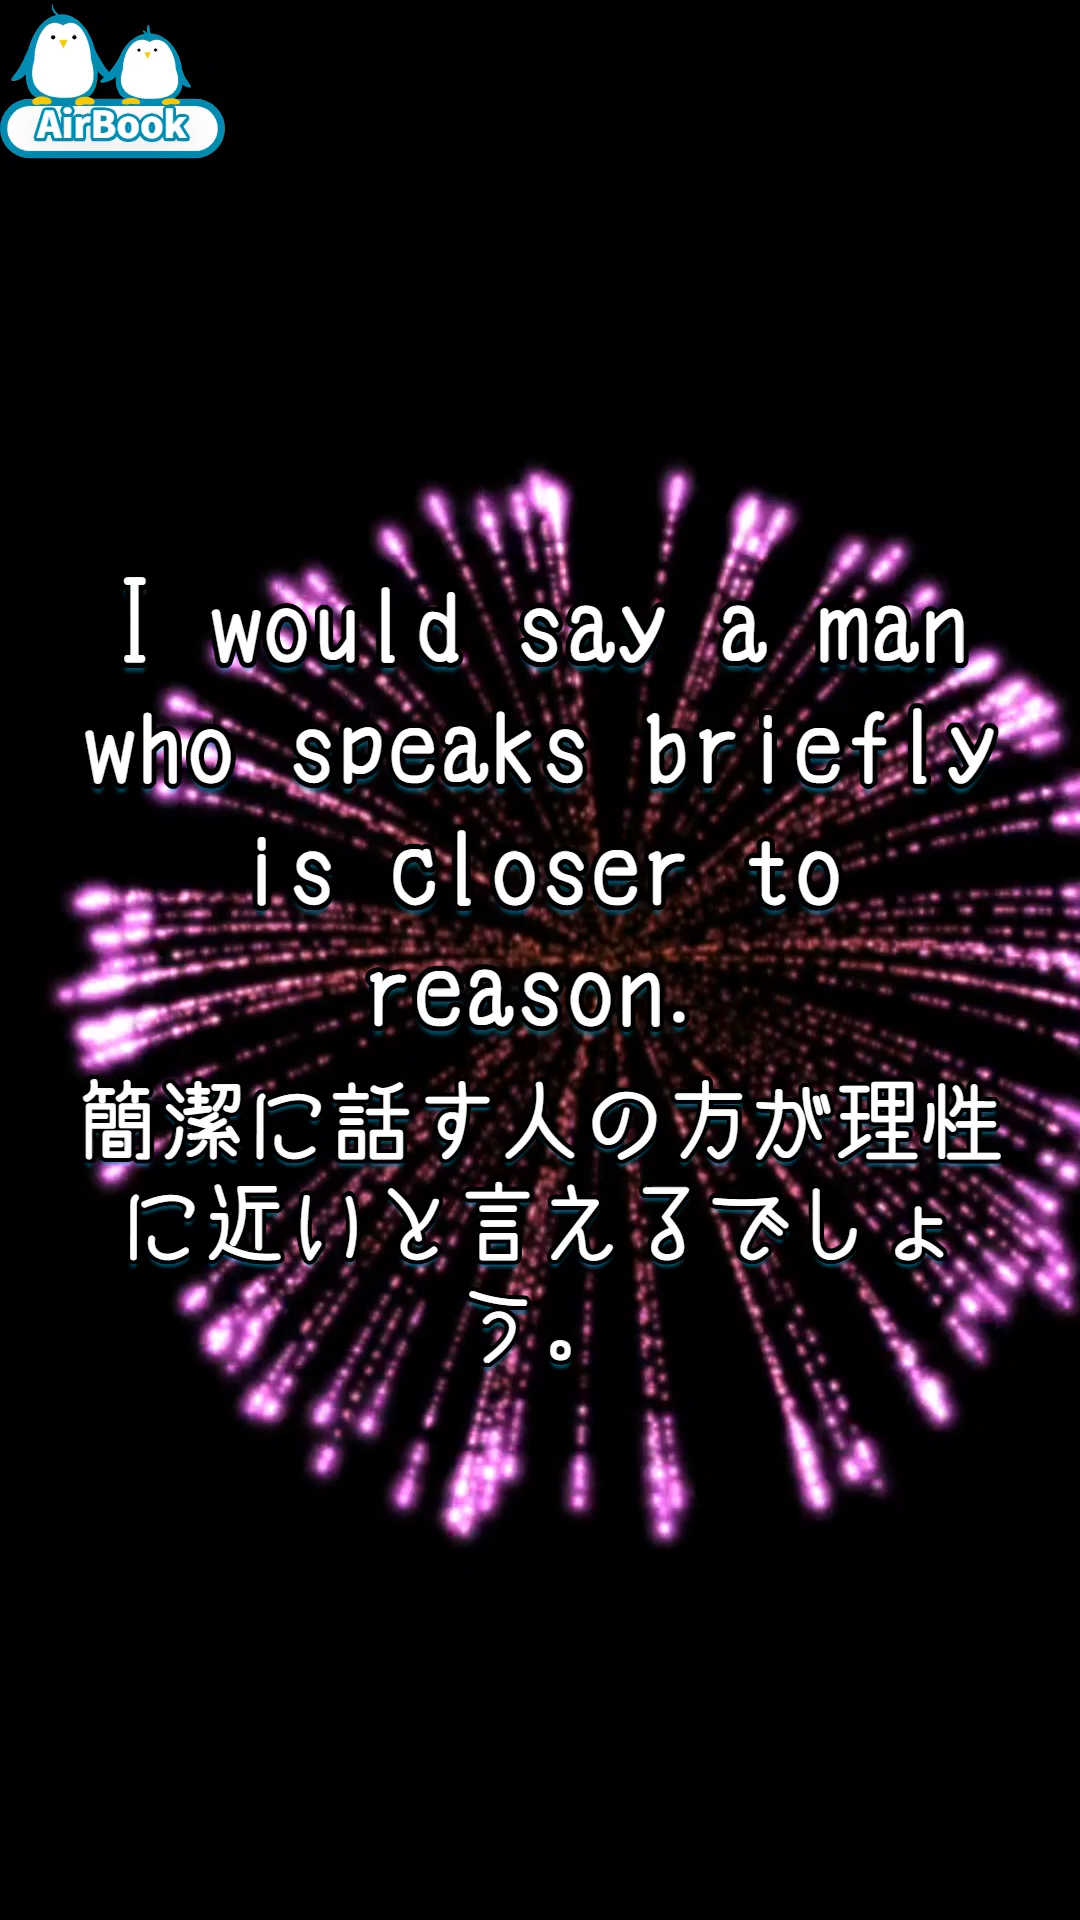 AirBook
I would say a man
who speaks briefly
is closer to
reason.
簡潔に話す人の方が理性
に近いと言えるでしょ
う。